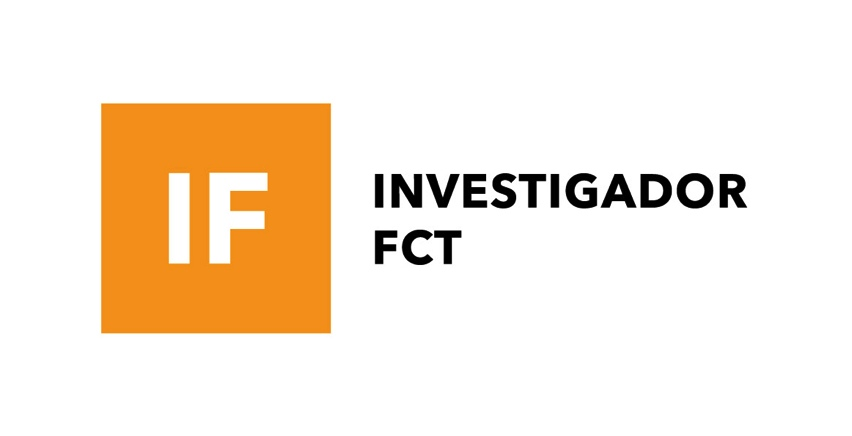 IF
INVESTIGADOR
FCT